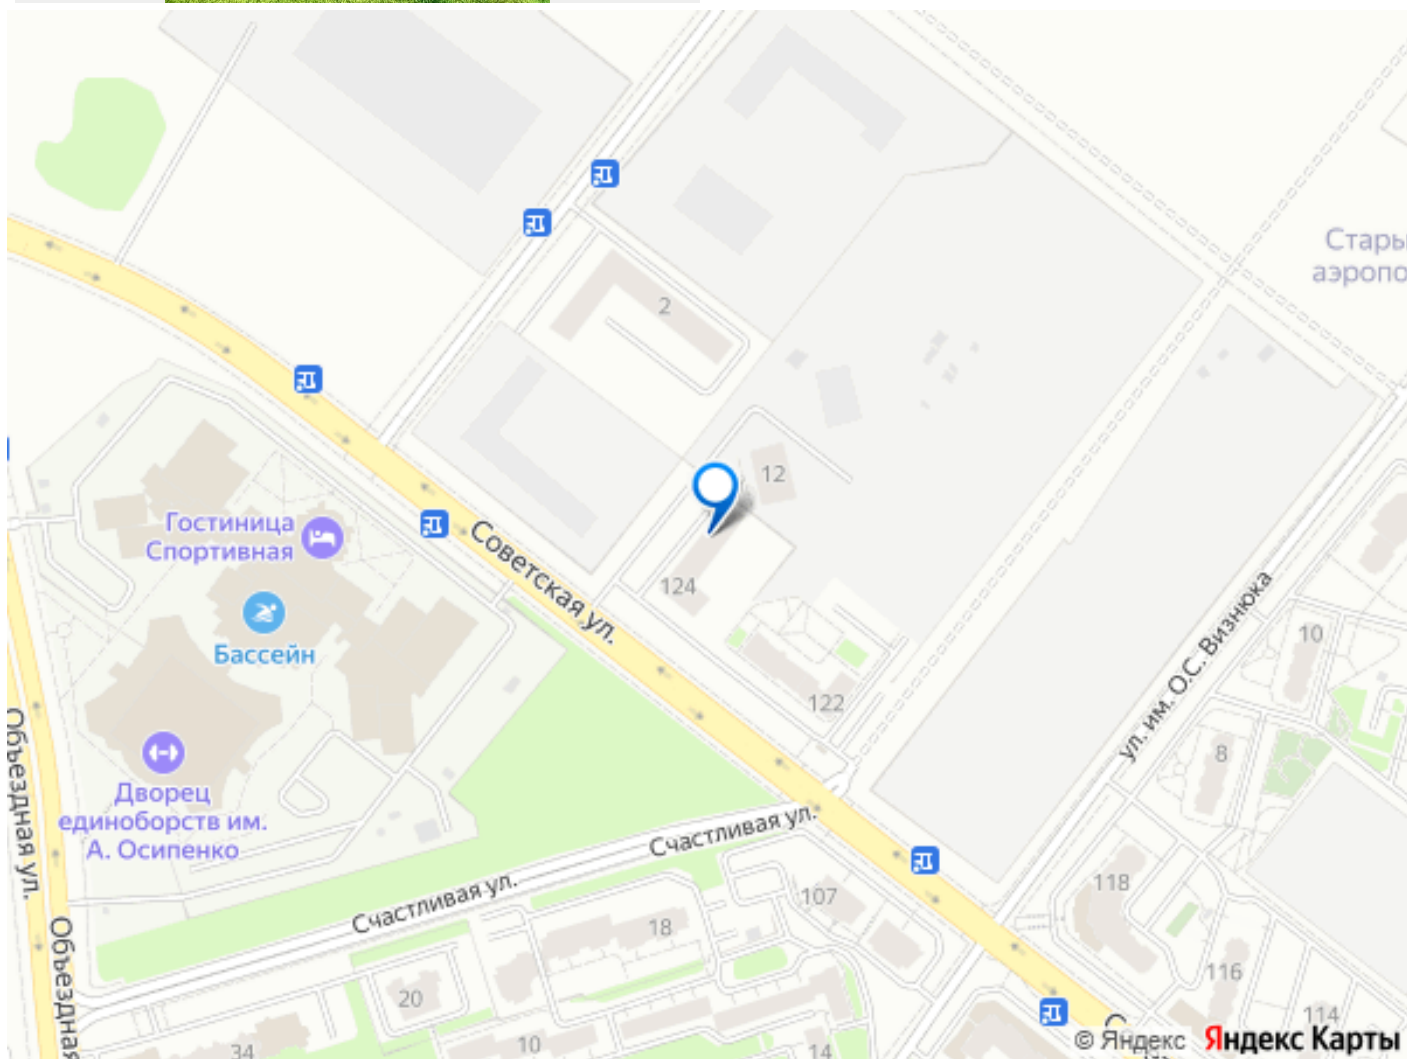 Стары
аэропо
2
12
Гостиница
Спортивная
Советская ул.
124
Бассейн
122
ул. им. О.С. Визнюка
10
8
Объездная ул.
Дворец
единоборств им.
А. Осипенко
Счастливая ул.
Счастливая ул.
107
118
18
Объездная
20
116
114
34
10
14
С
© Яндекс Яндекс Карты